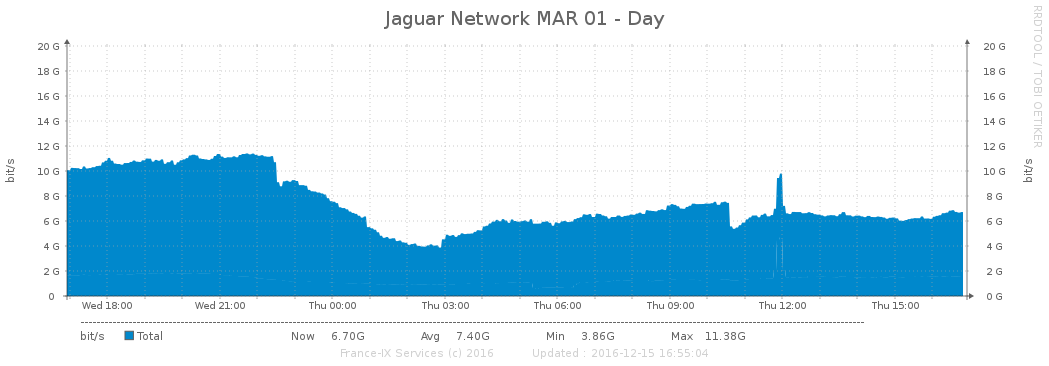 Jaguar Network MAR 01 - Day
RRDTOOL / TOBI OETIKER
bit/s
20 G 20 G
18 G 18 G
16 G 16 G
14 G 14 G
12 G 12 G
10 G 10 G
8 G 8 G
6 G 6 G
4 G 4 G
2 G 2 G
0 0 G
bit/s
Wed 18:00 Wed 21:00 Thu 00:00 Thu 03:00 Thu 06:00 Thu 09:00 Thu 12:00 Thu 15:00
bit/s Total Now 6.70G Avg 7.40G Min 3.86G Max 11.38G
France-IX Services (c) 2016 Updated : 2016-12-15 16:55:04